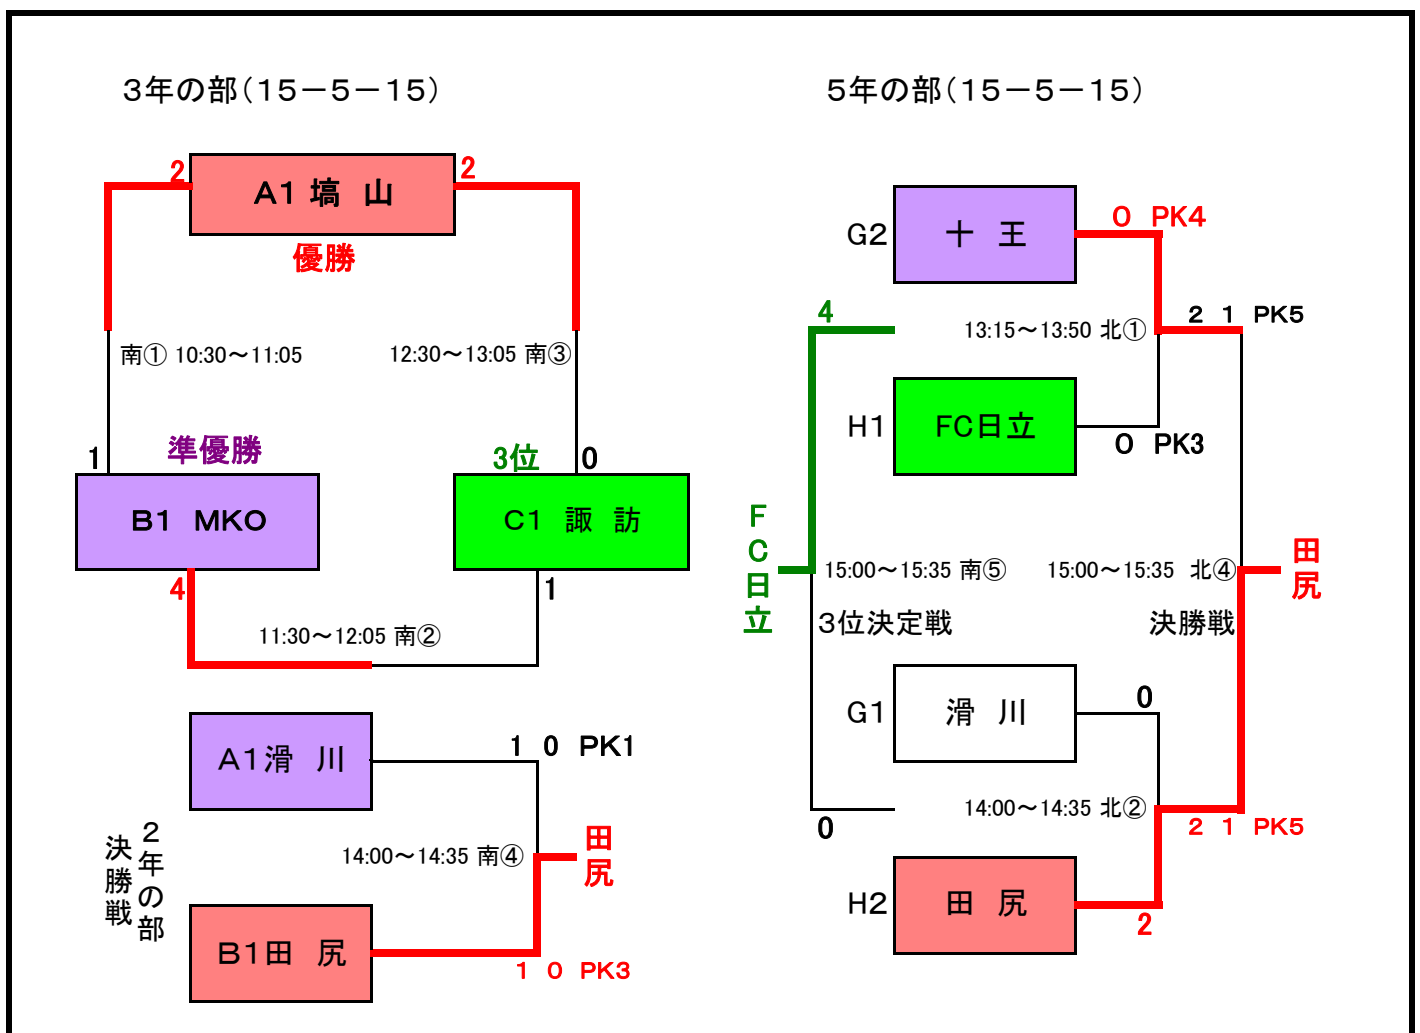 3年の部(15－5－15)
2
A1 塙 山
2
優勝
南① 10:30～11:05
12:30～13:05 南③
1
準優勝
3位
0
B1 MKO
C1 諏 訪
4
1
11:30～12:05 南②
A1滑 川
1 0 PK1
2年の部
決勝戦
14:00～14:35 南④
田尻
B1田 尻
1 0 PK3
5年の部(15－5－15)
G2
十 王
0 PK4
4
13:15～13:50 北①
2 1 PK5
H1
FC日立
0 PK3
FC日立
15:00～15:35 南⑤
15:00～15:35 北④
田尻
3位決定戦
決勝戦
G1
滑 川
0
0
14:00～14:35 北②
2 1 PK5
H2
田 尻
2